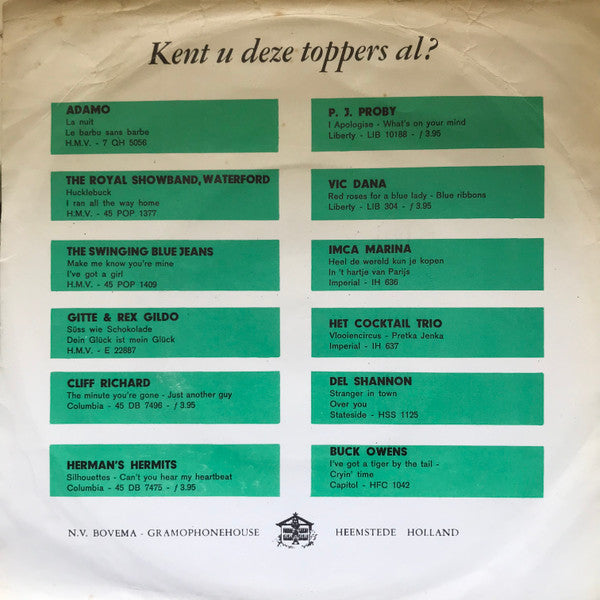 Kent u deze toppers al?
ADAMO
La nuit
Le barbu sans barbe
H.M.V. - 7 QH 5056
THE ROYAL SHOWBAND, WATERFORD
Hucklebuck
I ran all the way home
H.M.V. - 45 POP 1377
THE SWINGING BLUE JEANS
Make me know you're mine
I've got a girl
H.M.V. - 45 POP 1409
GITTE & REX GILDO
Süss wie Schokolade
Dein Glück ist mein Glück
H.M.V. - E 22887
CLIFF RICHARD
The minute you're gone - Just another guy
Columbia - 45 DB 7496 - ƒ 3.95
HERMAN'S HERMITS
Silhouettes - Can't you hear my heartbeat
Columbia - 45 DB 7475 - ƒ 3.95
P. J. PROBY
I Apologise - What's on your mind
Liberty - LIB 10188 - ƒ 3.95
VIC DANA
Red roses for a blue lady - Blue ribbons
Liberty - LIB 304 - ƒ 3.95
IMCA MARINA
Heel de wereld kun je kopen
In 't hartje van Parijs
Imperial - IH 636
HET COCKTAIL TRIO
Vlooiencircus - Pretka Jenka
Imperial - IH 637
DEL SHANNON
Stranger in town
Over you
Stateside - HSS 1125
BUCK OWENS
I've got a tiger by the tail -
Cryin' time
Capitol - HFC 1042
N.V. BOVEMA - GRAMOPHONEHOUSE HEEMSTEDE HOLLAND